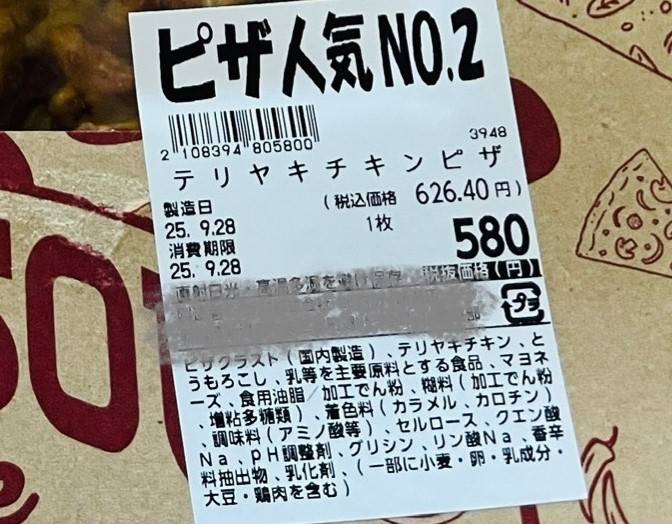 ピザ人気NO.2
3948
2 108394 805800
テリヤキチキンピザ
製造日
(税込価格 626.40円)
25. 9.28
1枚
消費期限
580
25. 9.28
直射日光・高温多湿を避け保存
税抜価格(円)
プラ
ピザクラスト(国内製造)、テリヤキチキン、と
うもろこし、乳等を主要原料とする食品、マヨネ
ーズ、食用油脂、加工でん粉、糊料(加工でん粉
、増粘多糖類)、着色料(カラメル、カロチン)
、調味料(アミノ酸等)、セルロース、クエン酸
Na、pH調整剤、グリシン、リン酸Na、香辛
料抽出物、乳化剤、(一部に小麦・卵・乳成分・
大豆・鶏肉を含む)